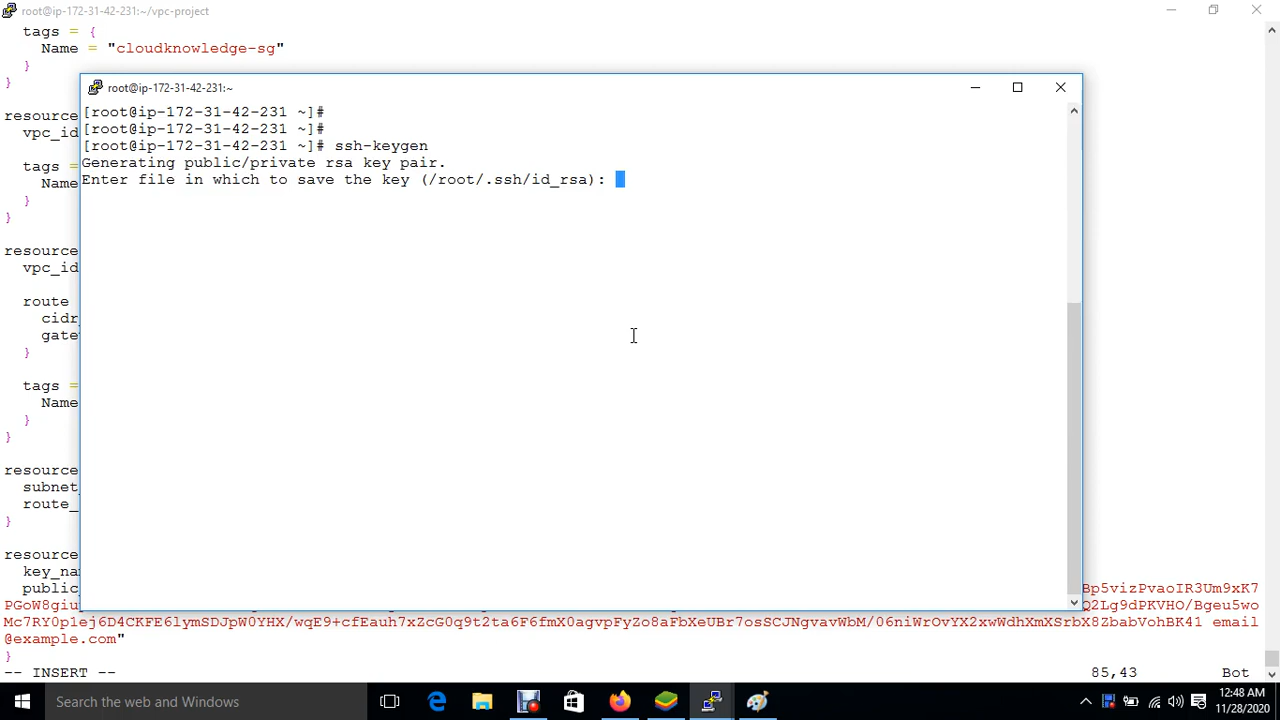 root@ip-172-31-42-231:~/vpc-project
tags = {
Name = "cloudknowledge-sg"
}
}
root@ip-172-31-42-231:~
[root@ip-172-31-42-231 ~]#
resource
[root@ip-172-31-42-231 ~]#
vpc_id
[root@ip-172-31-42-231 ~]# ssh-keygen
Generating public/private rsa key pair.
tags =
Enter file in which to save the key (/root/.ssh/id_rsa):
Name
}
}
resource
vpc_id
route
cidr
}
tags =
Name
}
}
resource
subnet
route_
}
resource
public
Bp5vizPvaoIR3Um9xK7
PGoW8giu
Q2Lg9dPKVHO/Bgeu5wo
Mc7RY0p1ej6D4CKFE6lymSDJpW0YHX/wqE9+cfEauh7xZcG0q9t2ta6F6fmX0agvpFyZo8aFbXeUBr7osSCJNgvavWbM/06niWrOvYX2xwWdhXmXSrbX8ZbabVohBK41 email
@example.com"
}
-- INSERT --
85,43
Bot
Search the web and Windows
12:48 AM
11/28/2020